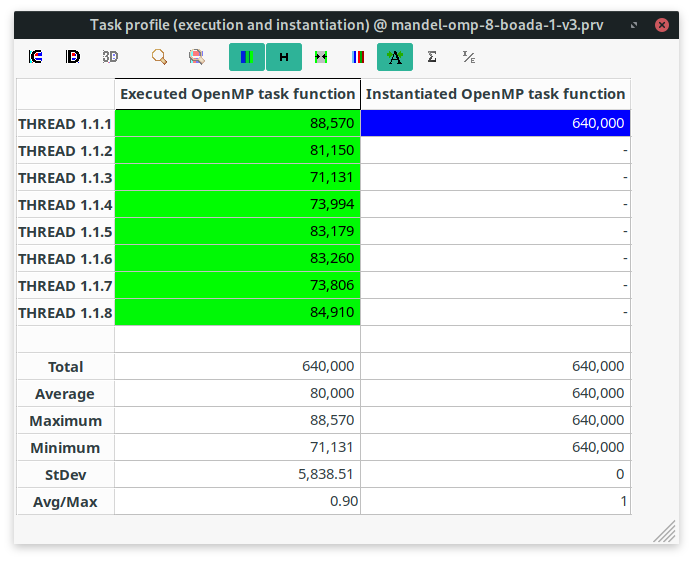 Task profile (execution and instantiation) @ mandel-omp-8-boada-1-v3.prv
C D 3D H A Σ I/E
Executed OpenMP task function Instantiated OpenMP task function
THREAD 1.1.1 88,570 640,000
THREAD 1.1.2 81,150 -
THREAD 1.1.3 71,131 -
THREAD 1.1.4 73,994 -
THREAD 1.1.5 83,179 -
THREAD 1.1.6 83,260 -
THREAD 1.1.7 73,806 -
THREAD 1.1.8 84,910 -
Total 640,000 640,000
Average 80,000 640,000
Maximum 88,570 640,000
Minimum 71,131 640,000
StDev 5,838.51 0
Avg/Max 0.90 1